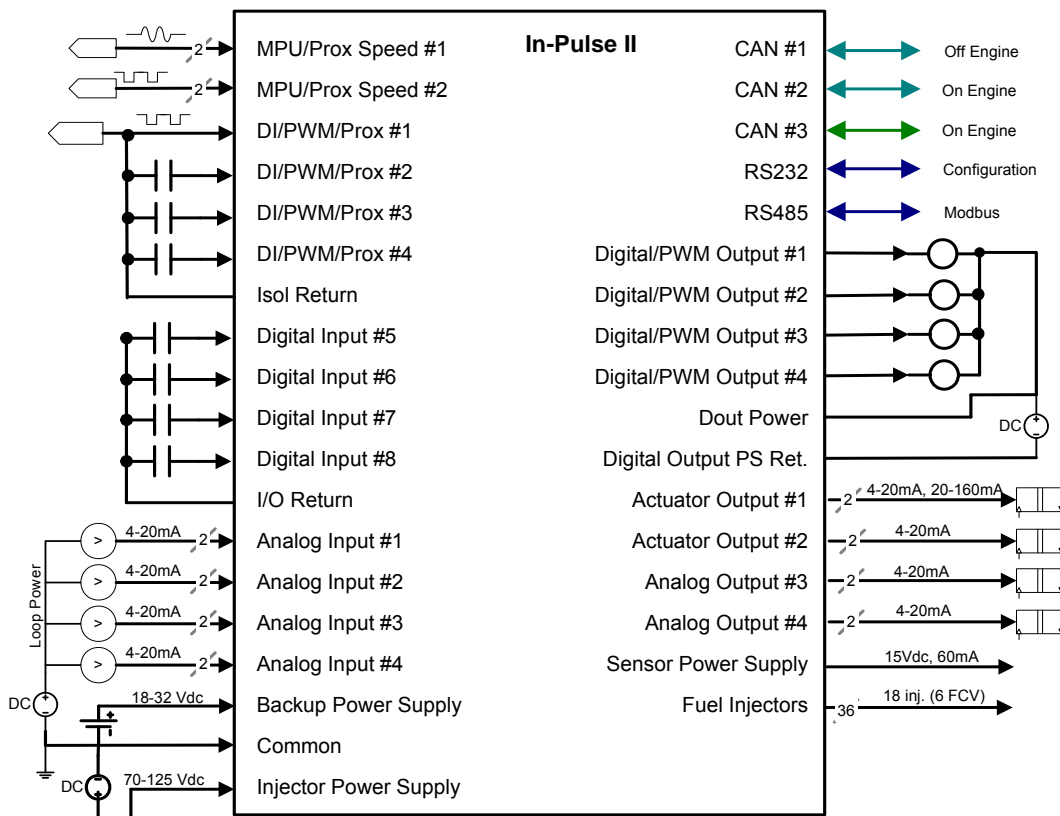 In-Pulse II
2
MPU/Prox Speed #1
2
MPU/Prox Speed #2
DI/PWM/Prox #1
DI/PWM/Prox #2
DI/PWM/Prox #3
DI/PWM/Prox #4
Isol Return
Digital Input #5
Digital Input #6
Digital Input #7
Digital Input #8
I/O Return
Loop Power
> 4-20mA 2
Analog Input #1
> 4-20mA 2
Analog Input #2
> 4-20mA 2
Analog Input #3
> 4-20mA 2
Analog Input #4
DC + -
18-32 Vdc
+ -
Backup Power Supply
Common
DC + -
70-125 Vdc
Injector Power Supply
CAN #1
Off Engine
CAN #2
On Engine
CAN #3
On Engine
RS232
Configuration
RS485
Modbus
Digital/PWM Output #1
Digital/PWM Output #2
Digital/PWM Output #3
Digital/PWM Output #4
Dout Power
DC + -
Digital Output PS Ret.
Actuator Output #1
2 4-20mA, 20-160mA
Actuator Output #2
2 4-20mA
Analog Output #3
2 4-20mA
Analog Output #4
2 4-20mA
Sensor Power Supply
15Vdc, 60mA
Fuel Injectors
36 18 inj. (6 FCV)